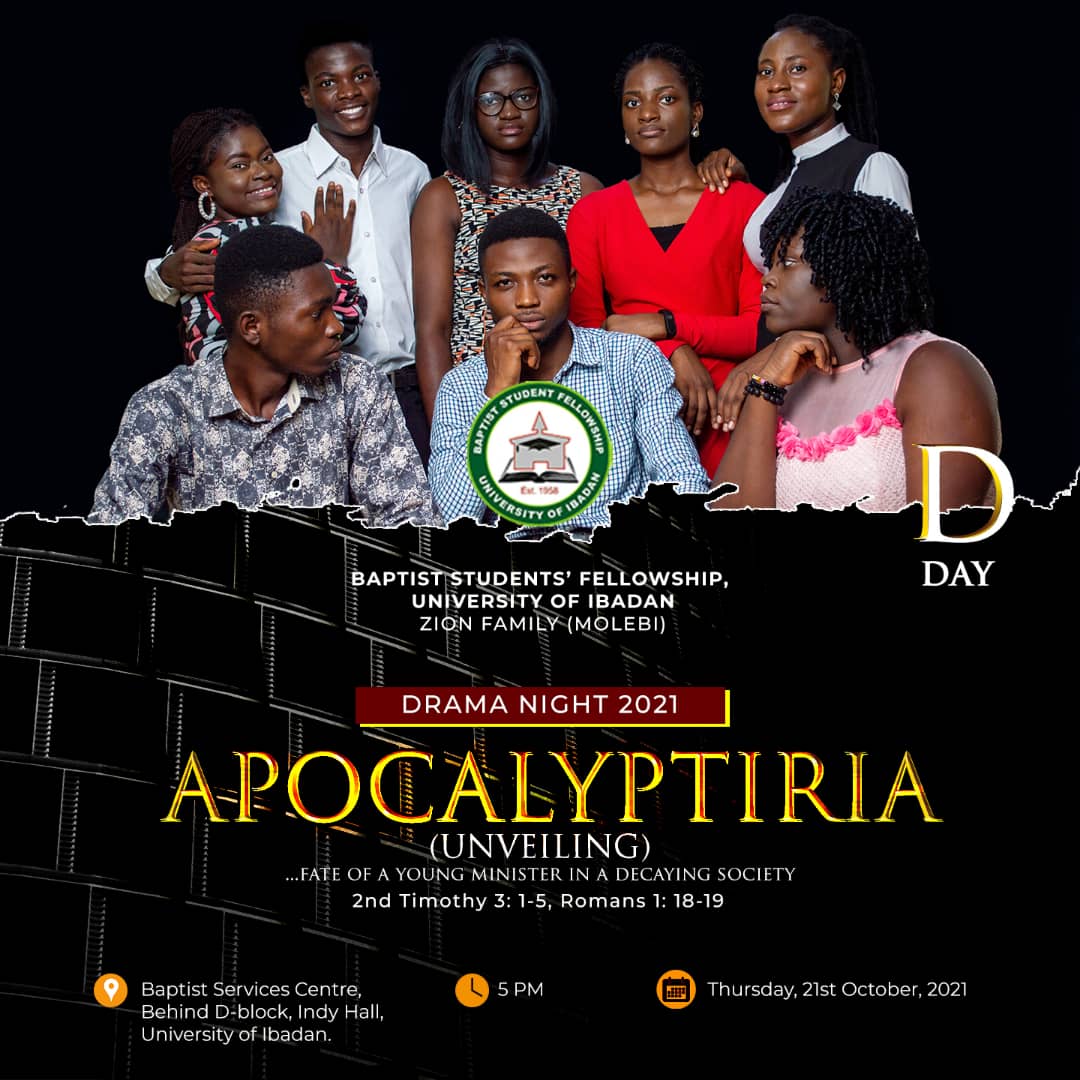 BAPTIST STUDENT FELLOWSHIP
Est. 1958
UNIVERSITY OF IBADAN
D
DAY
BAPTIST STUDENTS’ FELLOWSHIP,
UNIVERSITY OF IBADAN
ZION FAMILY (MOLEBI)
DRAMA NIGHT 2021
APOCALYPTIRIA
(UNVEILING)
...FATE OF A YOUNG MINISTER IN A DECAYING SOCIETY
2nd Timothy 3: 1-5, Romans 1: 18-19
Baptist Services Centre,
Behind D-block, Indy Hall,
University of Ibadan.
5 PM
Thursday, 21st October, 2021